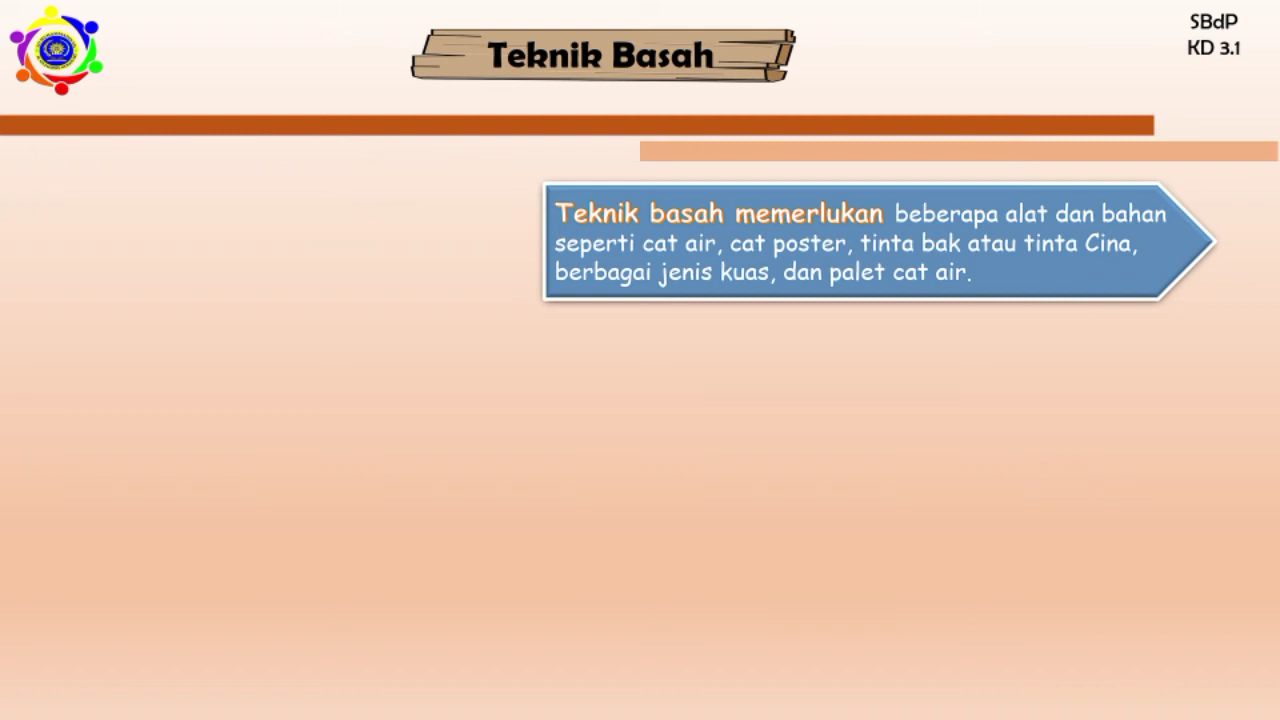 SBdP
KD 3.1
Teknik Basah
Teknik basah memerlukan beberapa alat dan bahan
seperti cat air, cat poster, tinta bak atau tinta Cina,
berbagai jenis kuas, dan palet cat air.